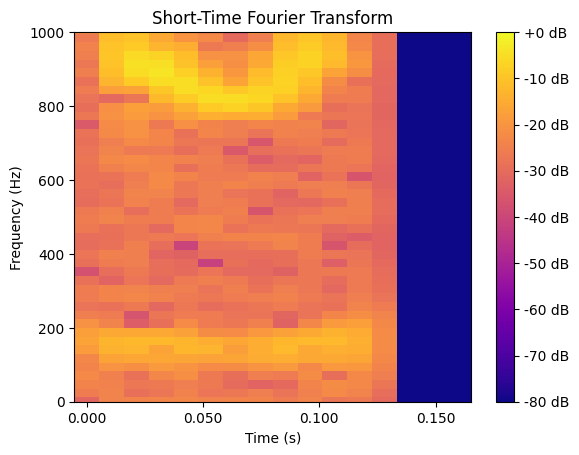 Short-Time Fourier Transform
1000
800
600
400
200
0
Frequency (Hz)
0.000
0.050
0.100
0.150
Time (s)
+0 dB
-10 dB
-20 dB
-30 dB
-40 dB
-50 dB
-60 dB
-70 dB
-80 dB